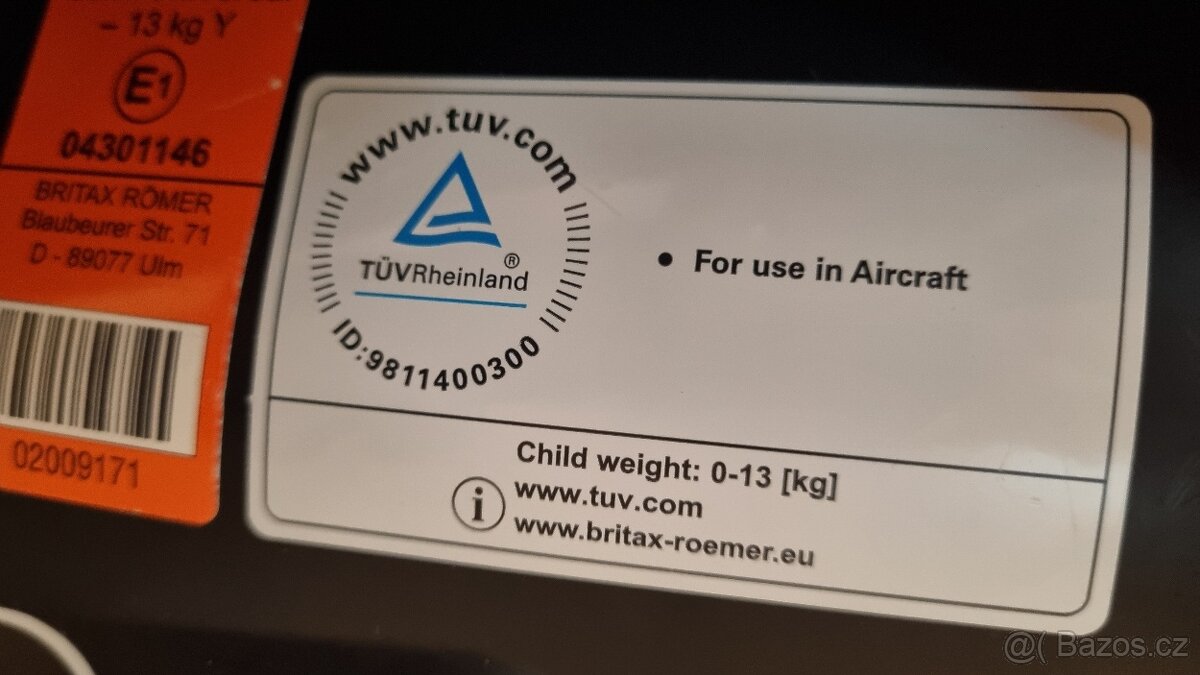 – 13 kg Y
E1
04301146
BRITAX RÖMER
Blaubeurer Str. 71
D - 89077 Ulm
02009171
www.tuv.com
TÜVRheinland®
ID:9811400300
• For use in Aircraft
Child weight: 0-13 [kg]
i
www.tuv.com
www.britax-roemer.eu
@( Bazos.cz